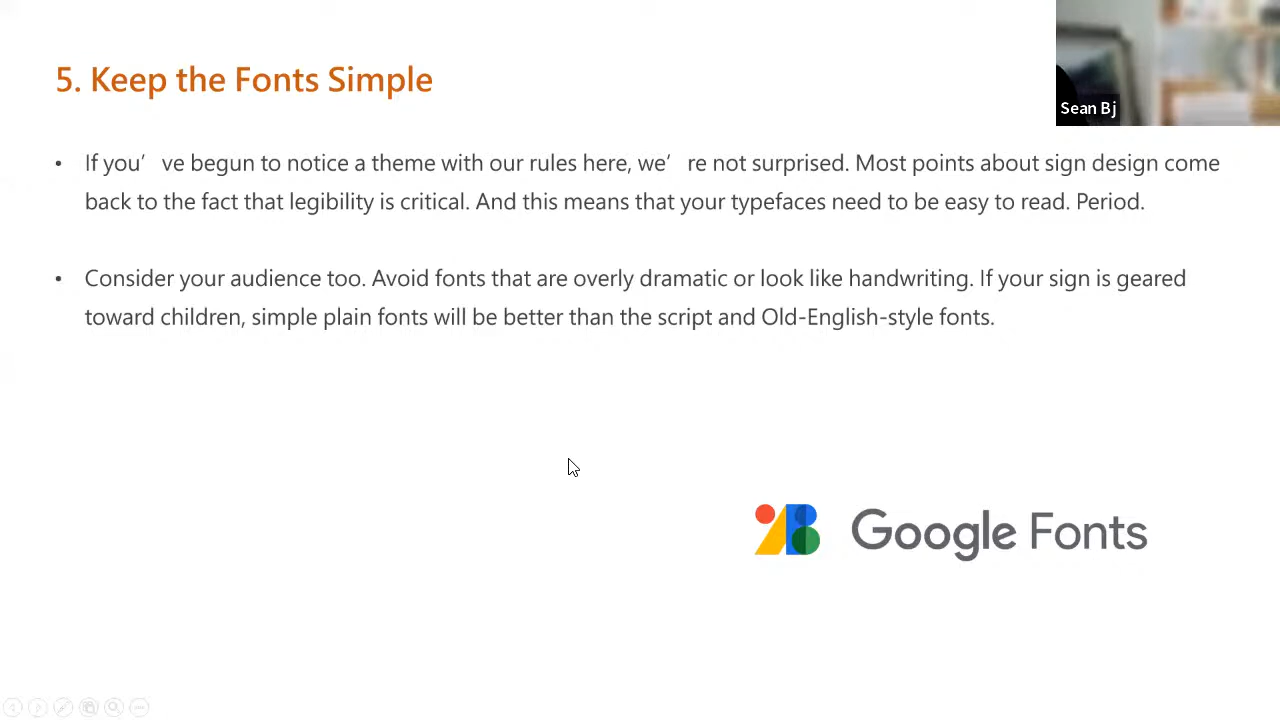 5. Keep the Fonts Simple
Sean Bj
• If you’ ve begun to notice a theme with our rules here, we’ re not surprised. Most points about sign design come
back to the fact that legibility is critical. And this means that your typefaces need to be easy to read. Period.
• Consider your audience too. Avoid fonts that are overly dramatic or look like handwriting. If your sign is geared
toward children, simple plain fonts will be better than the script and Old-English-style fonts.
Google Fonts